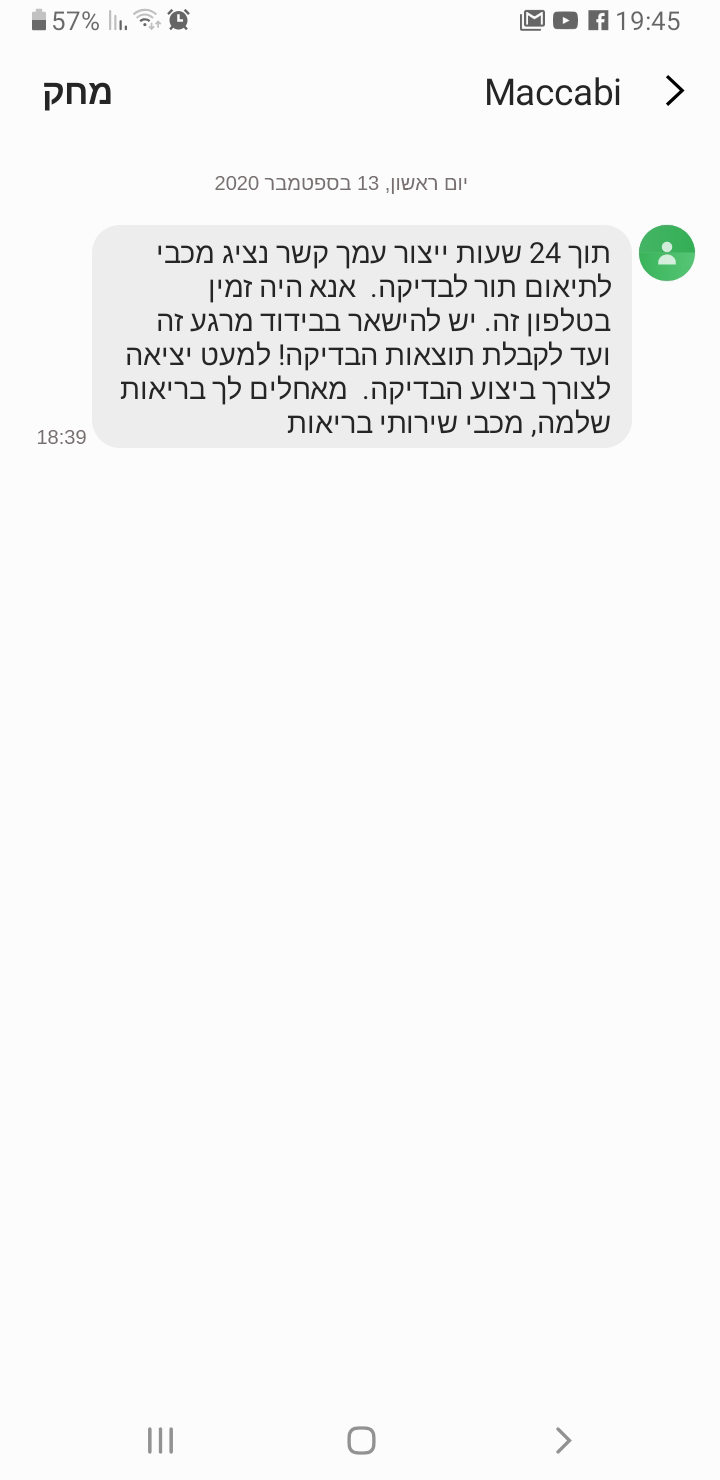 57% 19:45
Maccabi מחק
יום ראשון, 13 בספטמבר 2020
תוך 24 שעות ייצור עמך קשר נציג מכבי
לתיאום תור לבדיקה.  אנא היה זמין
בטלפון זה. יש להישאר בבידוד מרגע זה
ועד לקבלת תוצאות הבדיקה! למעט יציאה
לצורך ביצוע הבדיקה.  מאחלים לך בריאות
שלמה, מכבי שירותי בריאות
18:39